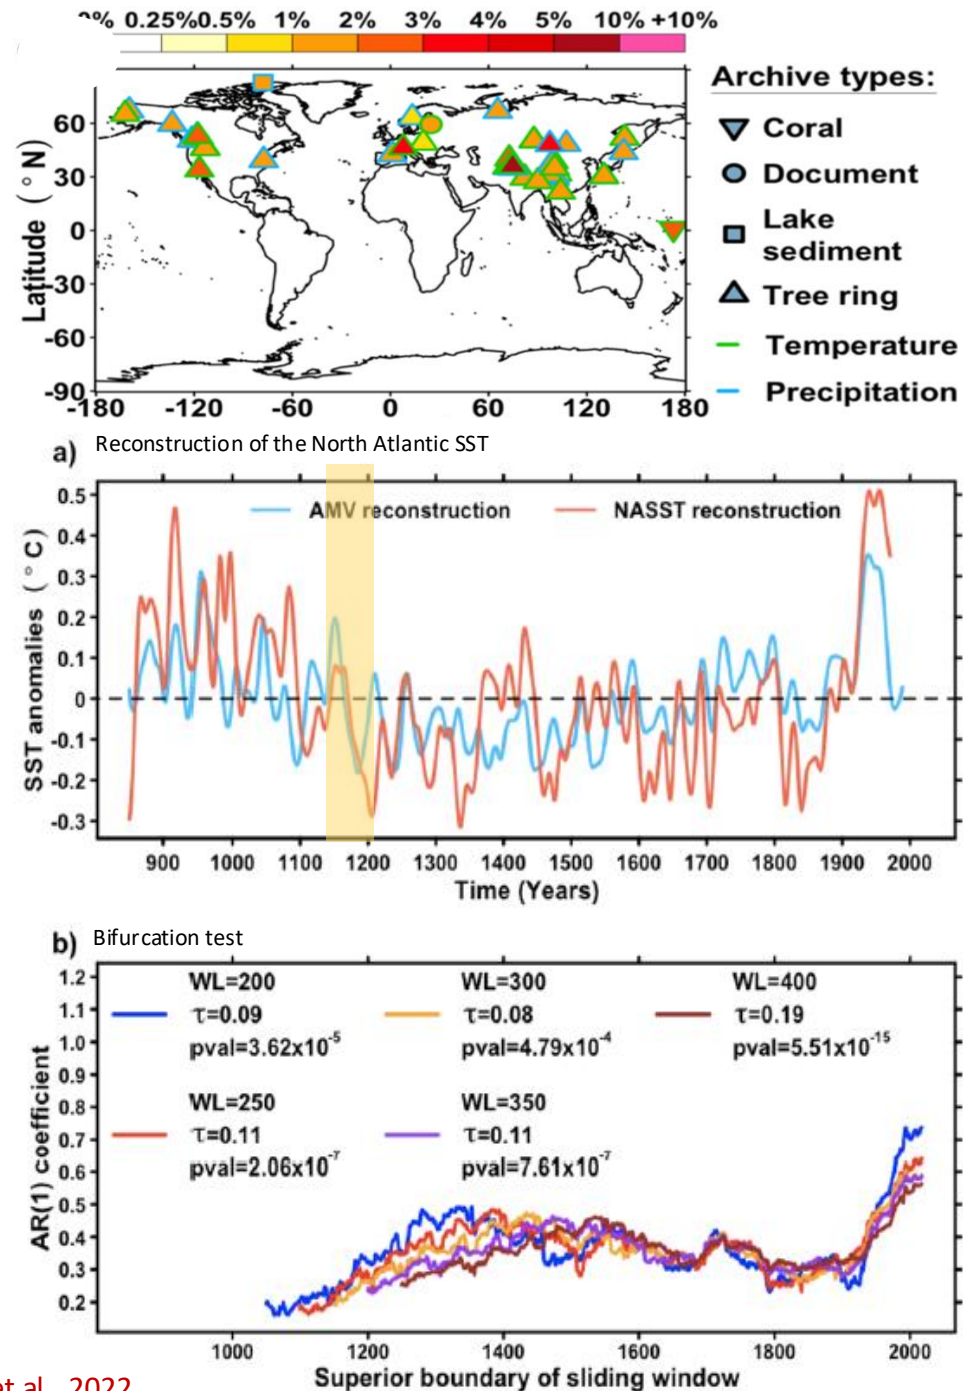 0% 0.25% 0.5% 1% 2% 3% 4% 5% 10% +10%
Archive types:
Coral
Document
Lake
sediment
Tree ring
Temperature
Precipitation
Latitude (° N)
60
30
0
-30
-60
-90
-180 -120 -60 0 60 120 180
a) Reconstruction of the North Atlantic SST
AMV reconstruction NASST reconstruction
SST anomalies (° C)
0.5
0.4
0.3
0.2
0.1
0
-0.1
-0.2
-0.3
900 1000 1100 1200 1300 1400 1500 1600 1700 1800 1900 2000
Time (Years)
b) Bifurcation test
WL=200 WL=300 WL=400
τ=0.09 τ=0.08 τ=0.19
pval=3.62x10⁻⁵ pval=4.79x10⁻⁴ pval=5.51x10⁻¹⁵
WL=250 WL=350
τ=0.11 τ=0.11
pval=2.06x10⁻⁷ pval=7.61x10⁻⁷
AR(1) coefficient
1.2
1.1
1.0
0.9
0.8
0.7
0.6
0.5
0.4
0.3
0.2
1000 1200 1400 1600 1800 2000
Superior boundary of sliding window
et al., 2022